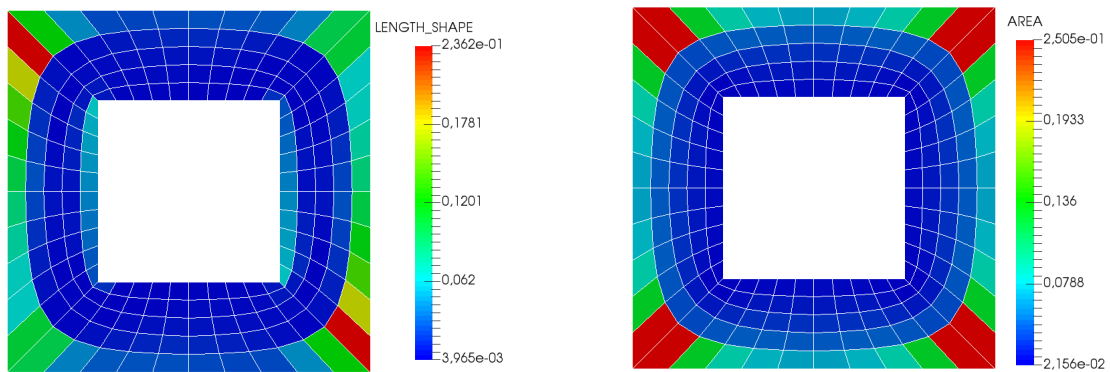 LENGTH_SHAPE
2,362e-01
0,1781
0,1201
0,062
3,965e-03
AREA
2,505e-01
0,1933
0,136
0,0788
2,156e-02